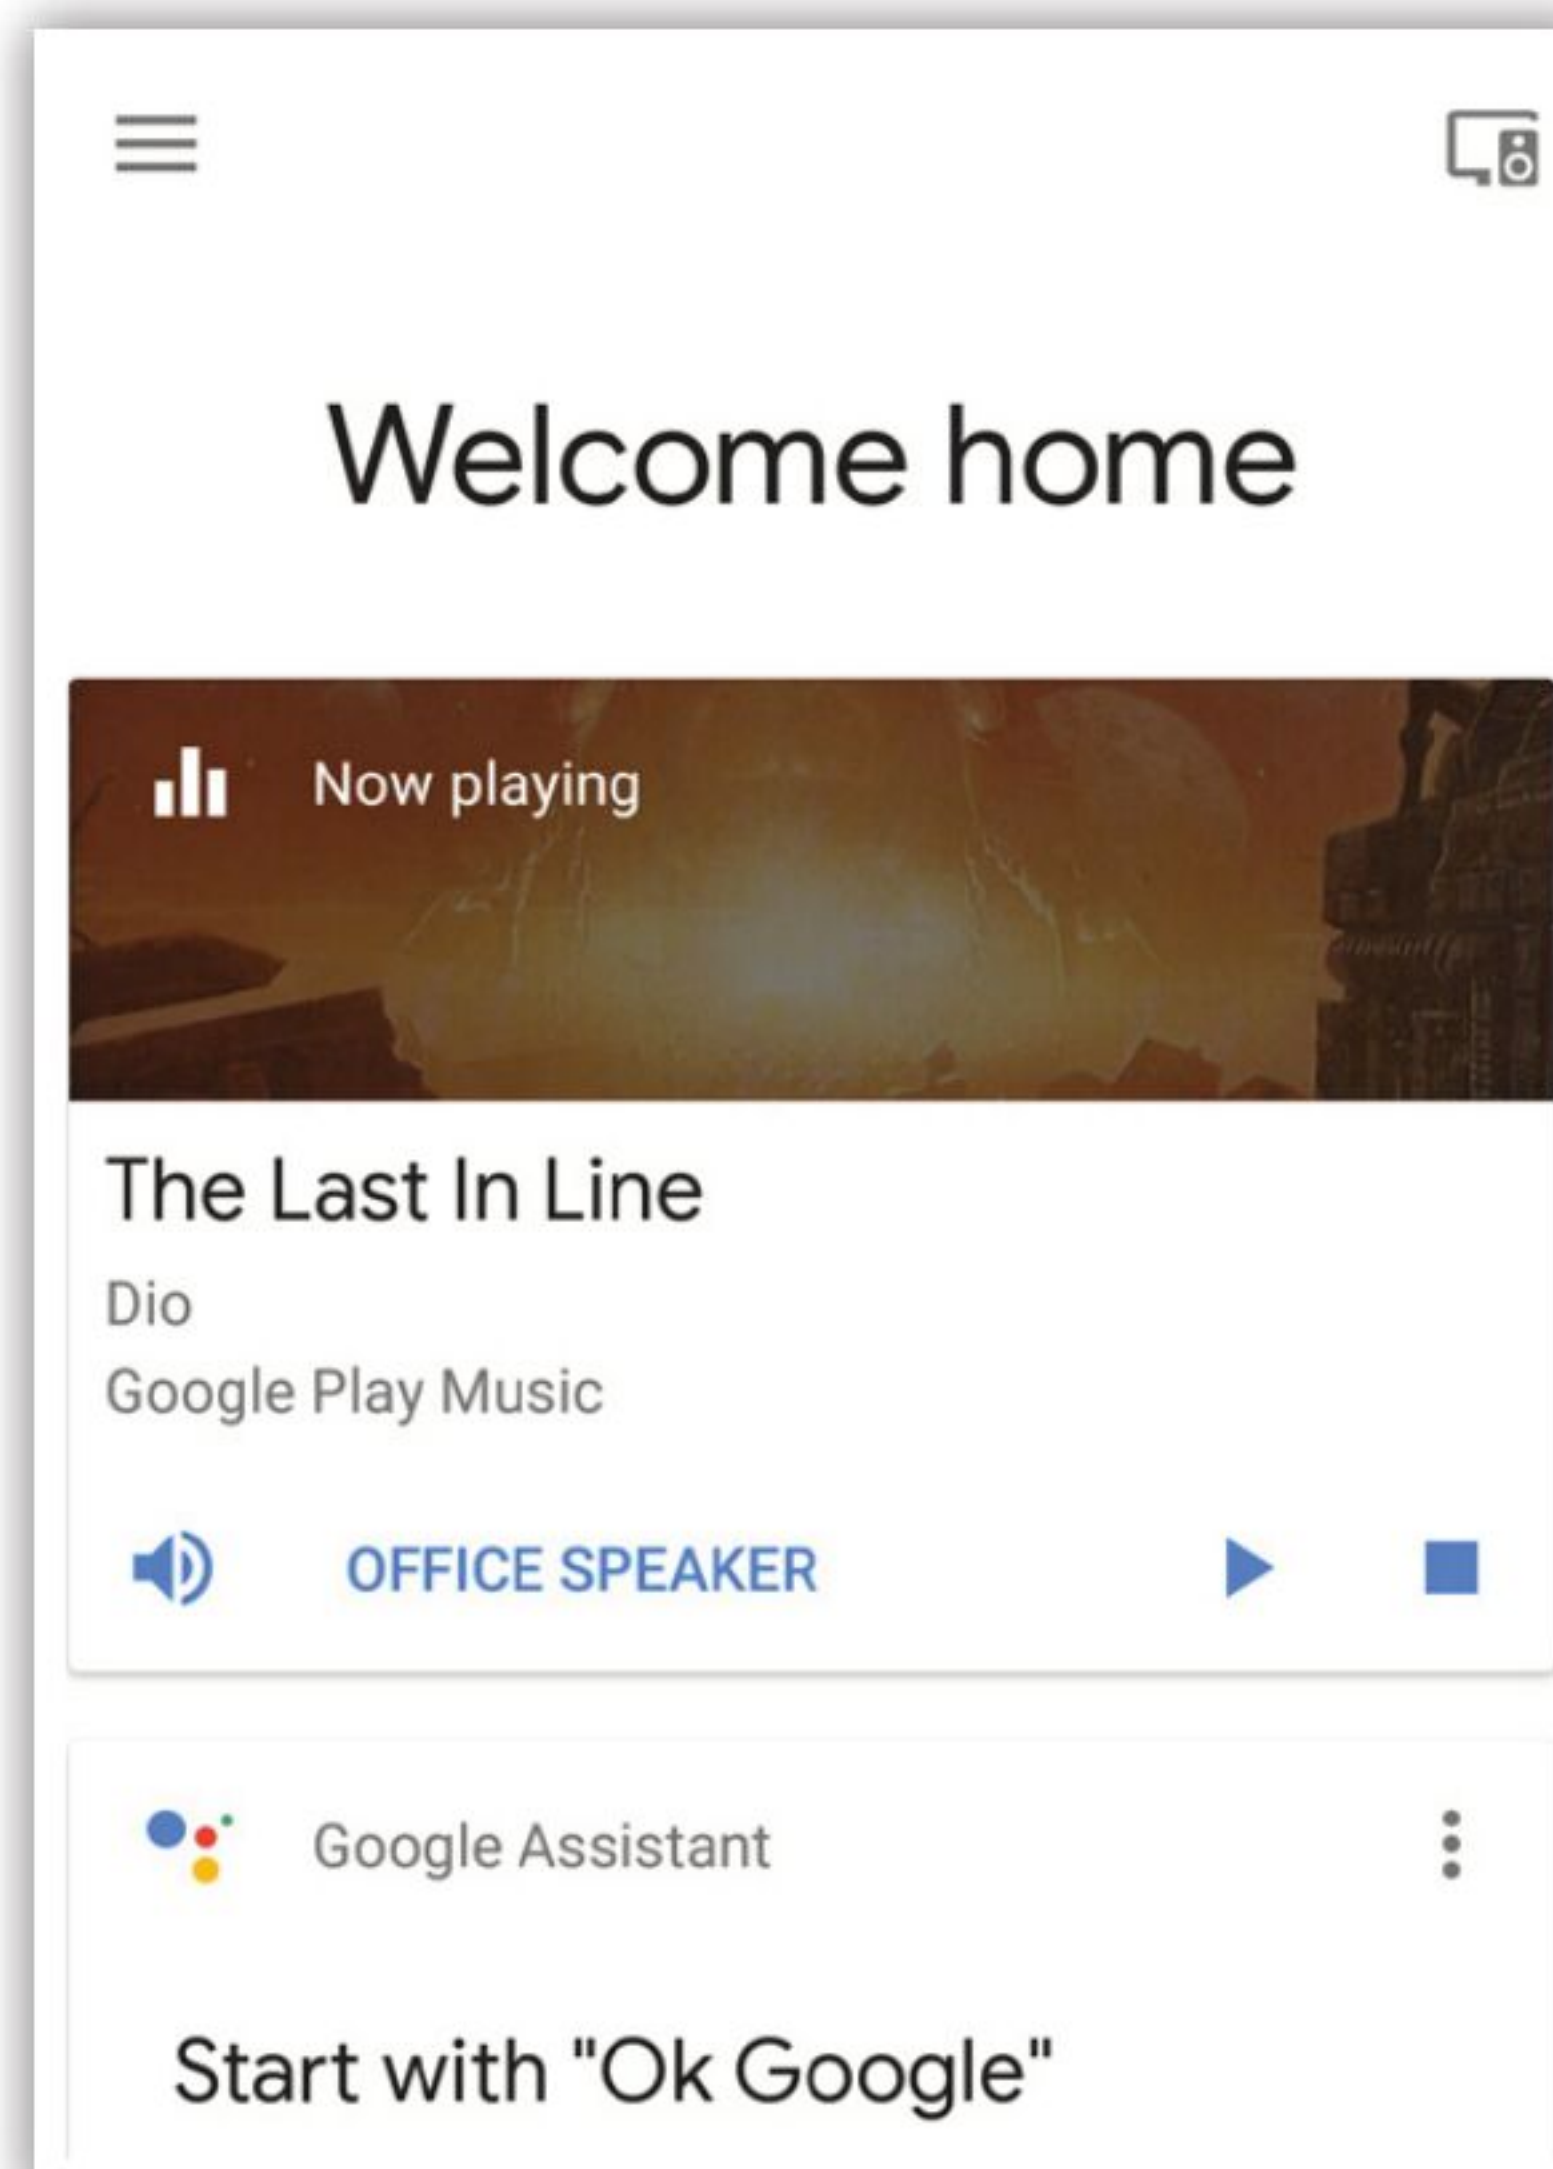 Welcome home
Now playing
The Last In Line
Dio
Google Play Music
OFFICE SPEAKER
Google Assistant
Start with "Ok Google"